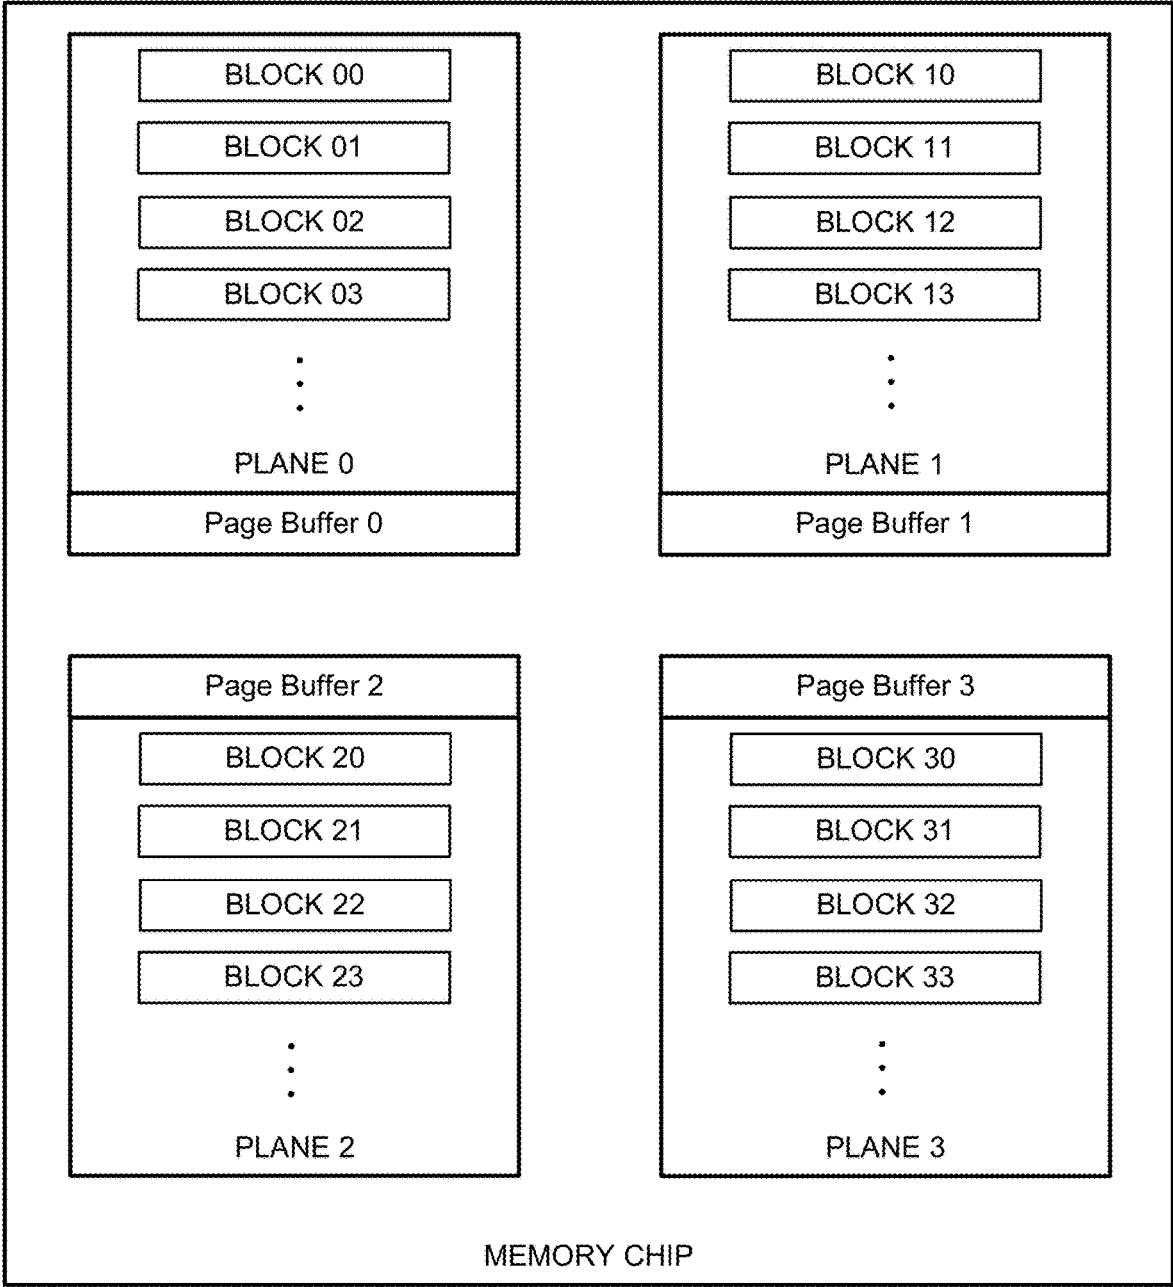 BLOCK 00
BLOCK 01
BLOCK 02
BLOCK 03
PLANE 0
Page Buffer 0
BLOCK 10
BLOCK 11
BLOCK 12
BLOCK 13
PLANE 1
Page Buffer 1
Page Buffer 2
BLOCK 20
BLOCK 21
BLOCK 22
BLOCK 23
PLANE 2
Page Buffer 3
BLOCK 30
BLOCK 31
BLOCK 32
BLOCK 33
PLANE 3
MEMORY CHIP